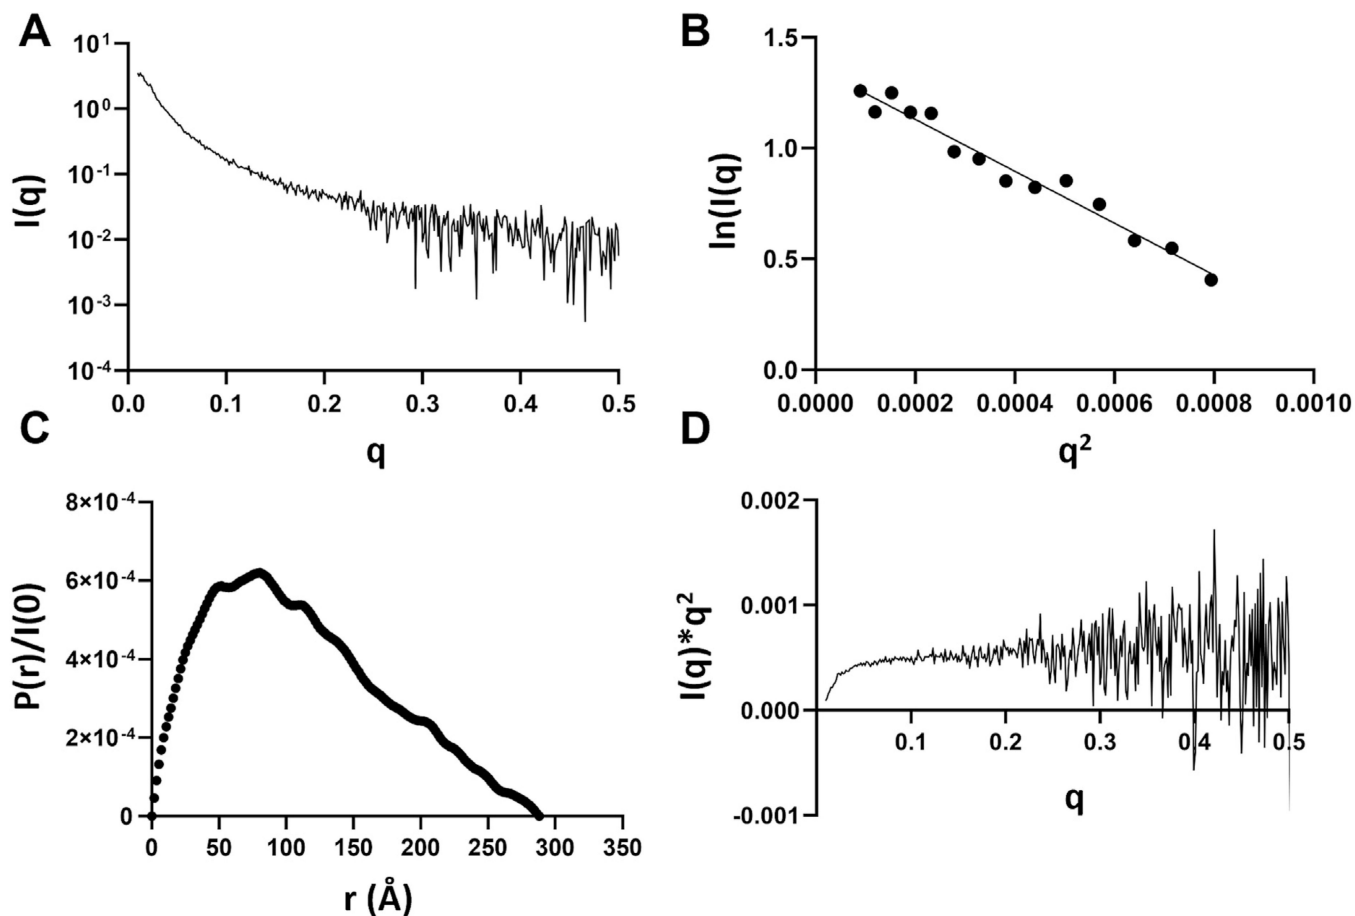 A
I(q)
10¹
10⁰
10⁻¹
10⁻²
10⁻³
10⁻⁴
0.0 0.1 0.2 0.3 0.4 0.5
q
B
ln(I(q)
1.5
1.0
0.5
0.0
0.0000 0.0002 0.0004 0.0006 0.0008 0.0010
q²
C
P(r)/I(0)
8×10⁻⁴
6×10⁻⁴
4×10⁻⁴
2×10⁻⁴
0
0 50 100 150 200 250 300 350
r (Å)
D
I(q)*q²
0.002
0.001
0.000
-0.001
0.1 0.2 0.3 0.4 0.5
q